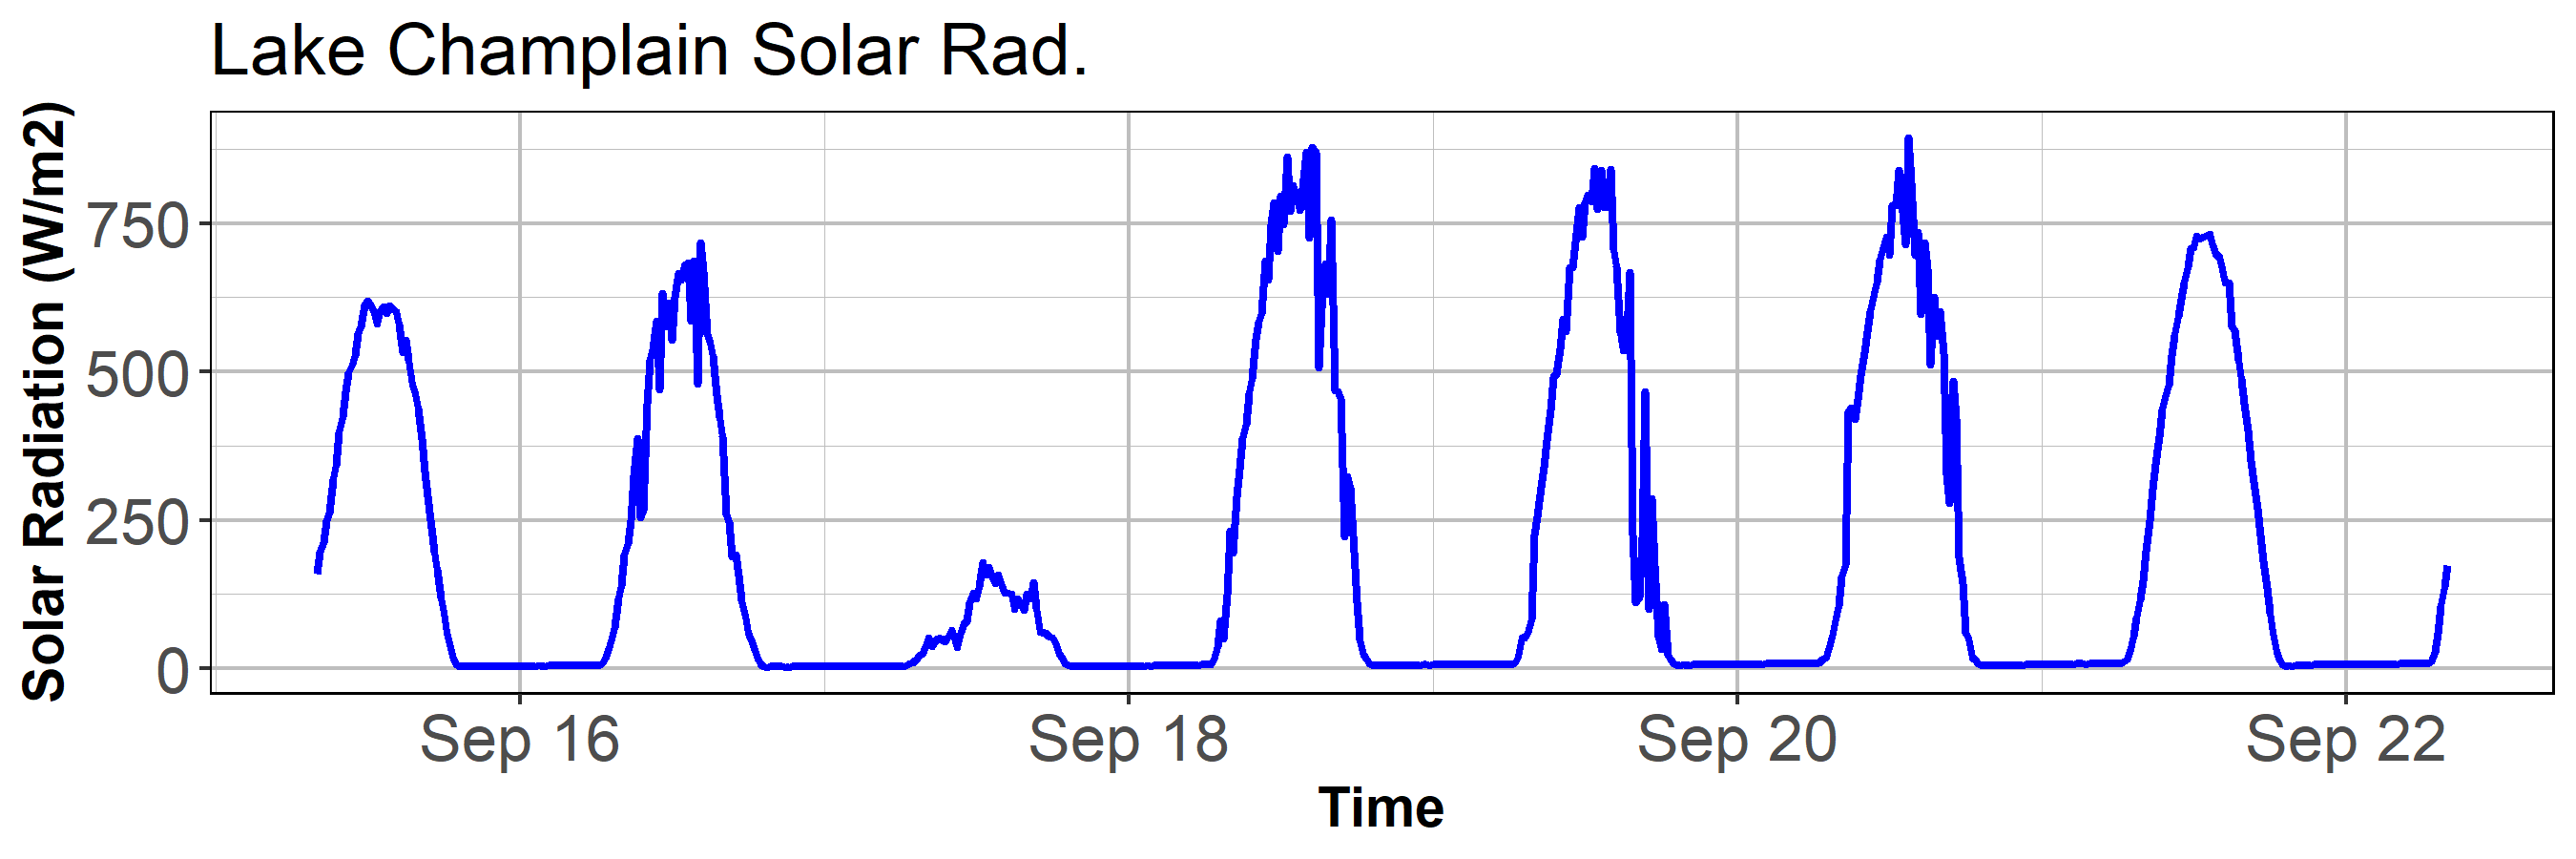 Lake Champlain Solar Rad.
Solar Radiation (W/m2)
750
500
250
0
Sep 16 Sep 18 Sep 20 Sep 22
Time